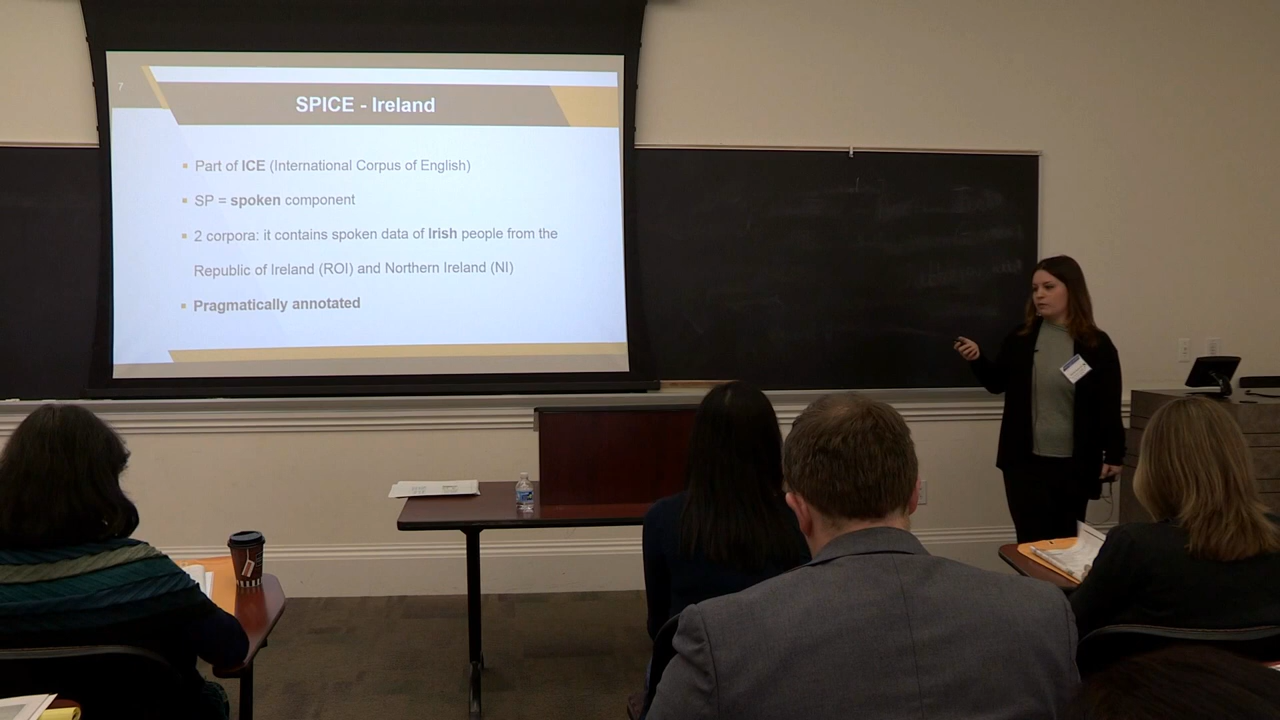 7
SPICE - Ireland
▪ Part of ICE (International Corpus of English)
▪ SP = spoken component
▪ 2 corpora: it contains spoken data of Irish people from the
Republic of Ireland (ROI) and Northern Ireland (NI)
▪ Pragmatically annotated